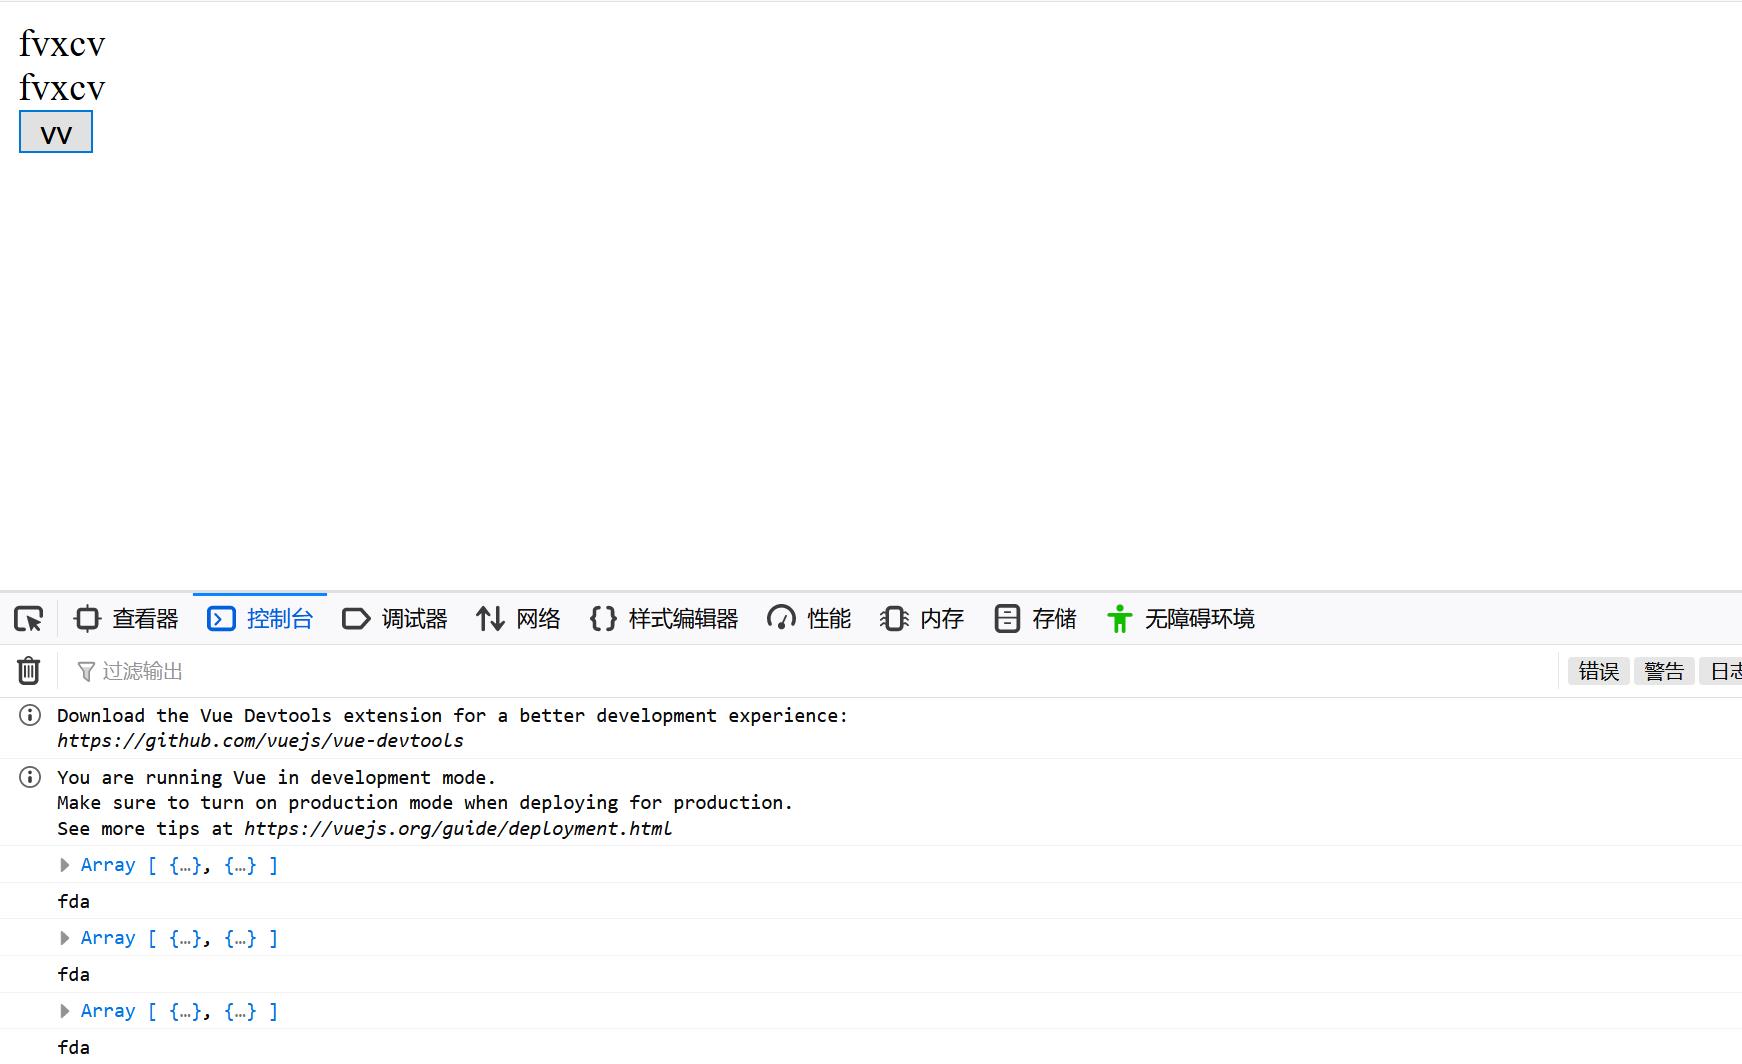 fvxcv
fvxcv
vv
查看器 控制台 调试器 网络 样式编辑器 性能 内存 存储 无障碍环境
过滤输出 错误 警告 日志
Download the Vue Devtools extension for a better development experience:
https://github.com/vuejs/vue-devtools
You are running Vue in development mode.
Make sure to turn on production mode when deploying for production.
See more tips at https://vuejs.org/guide/deployment.html
Array [ {…}, {…} ]
fda
Array [ {…}, {…} ]
fda
Array [ {…}, {…} ]
fda